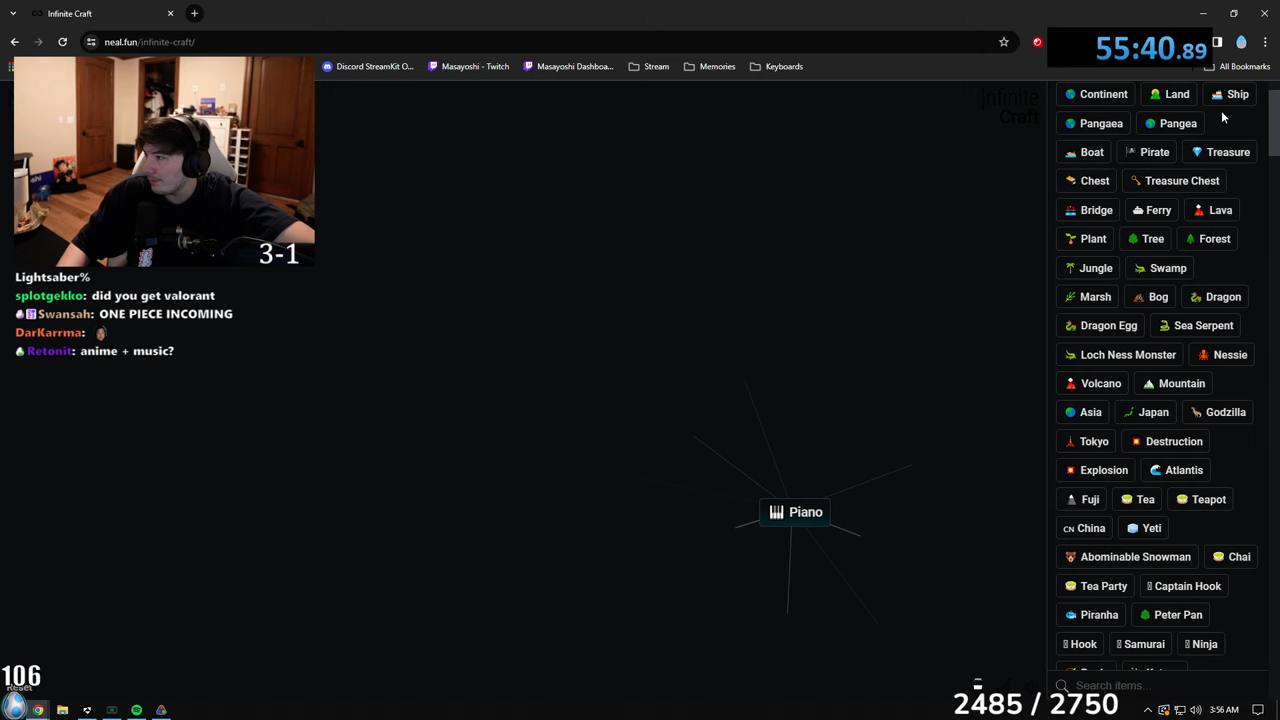 Infinite Craft
neal.fun/infinite-craft/
55:40.89
Discord StreamKit O... Masayoshi - Twitch Masayoshi Dashboa... Stream Memories Keyboards All Bookmarks
Infinite
Craft
3-1
Lightsaber%
splotgekko: did you get valorant
Swansah: ONE PIECE INCOMING
DarKarrma:
Retonit: anime + music?
Piano
Continent Land Ship
Pangaea Pangea
Boat Pirate Treasure
Chest Treasure Chest
Bridge Ferry Lava
Plant Tree Forest
Jungle Swamp
Marsh Bog Dragon
Dragon Egg Sea Serpent
Loch Ness Monster Nessie
Volcano Mountain
Asia Japan Godzilla
Tokyo Destruction
Explosion Atlantis
Fuji Tea Teapot
CN China Yeti
Abominable Snowman Chai
Tea Party Captain Hook
Piranha Peter Pan
Hook Samurai Ninja
Search items...
106
Reset
2485 / 2750
3:56 AM